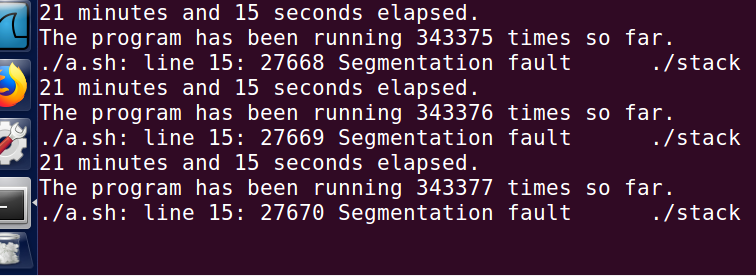 21 minutes and 15 seconds elapsed.
The program has been running 343375 times so far.
./a.sh: line 15: 27668 Segmentation fault      ./stack
21 minutes and 15 seconds elapsed.
The program has been running 343376 times so far.
./a.sh: line 15: 27669 Segmentation fault      ./stack
21 minutes and 15 seconds elapsed.
The program has been running 343377 times so far.
./a.sh: line 15: 27670 Segmentation fault      ./stack